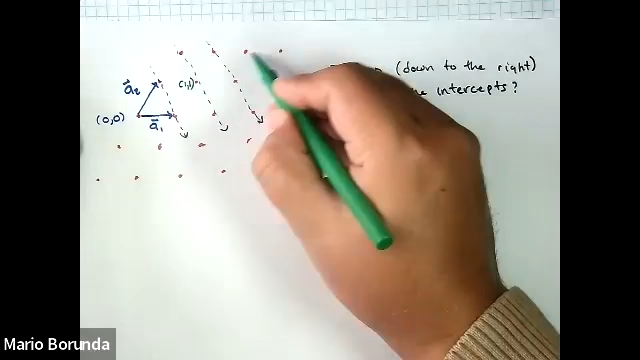 (down to the right)
intercepts?
a₂
(1,1)
(0,0)
a₁
Mario Borunda